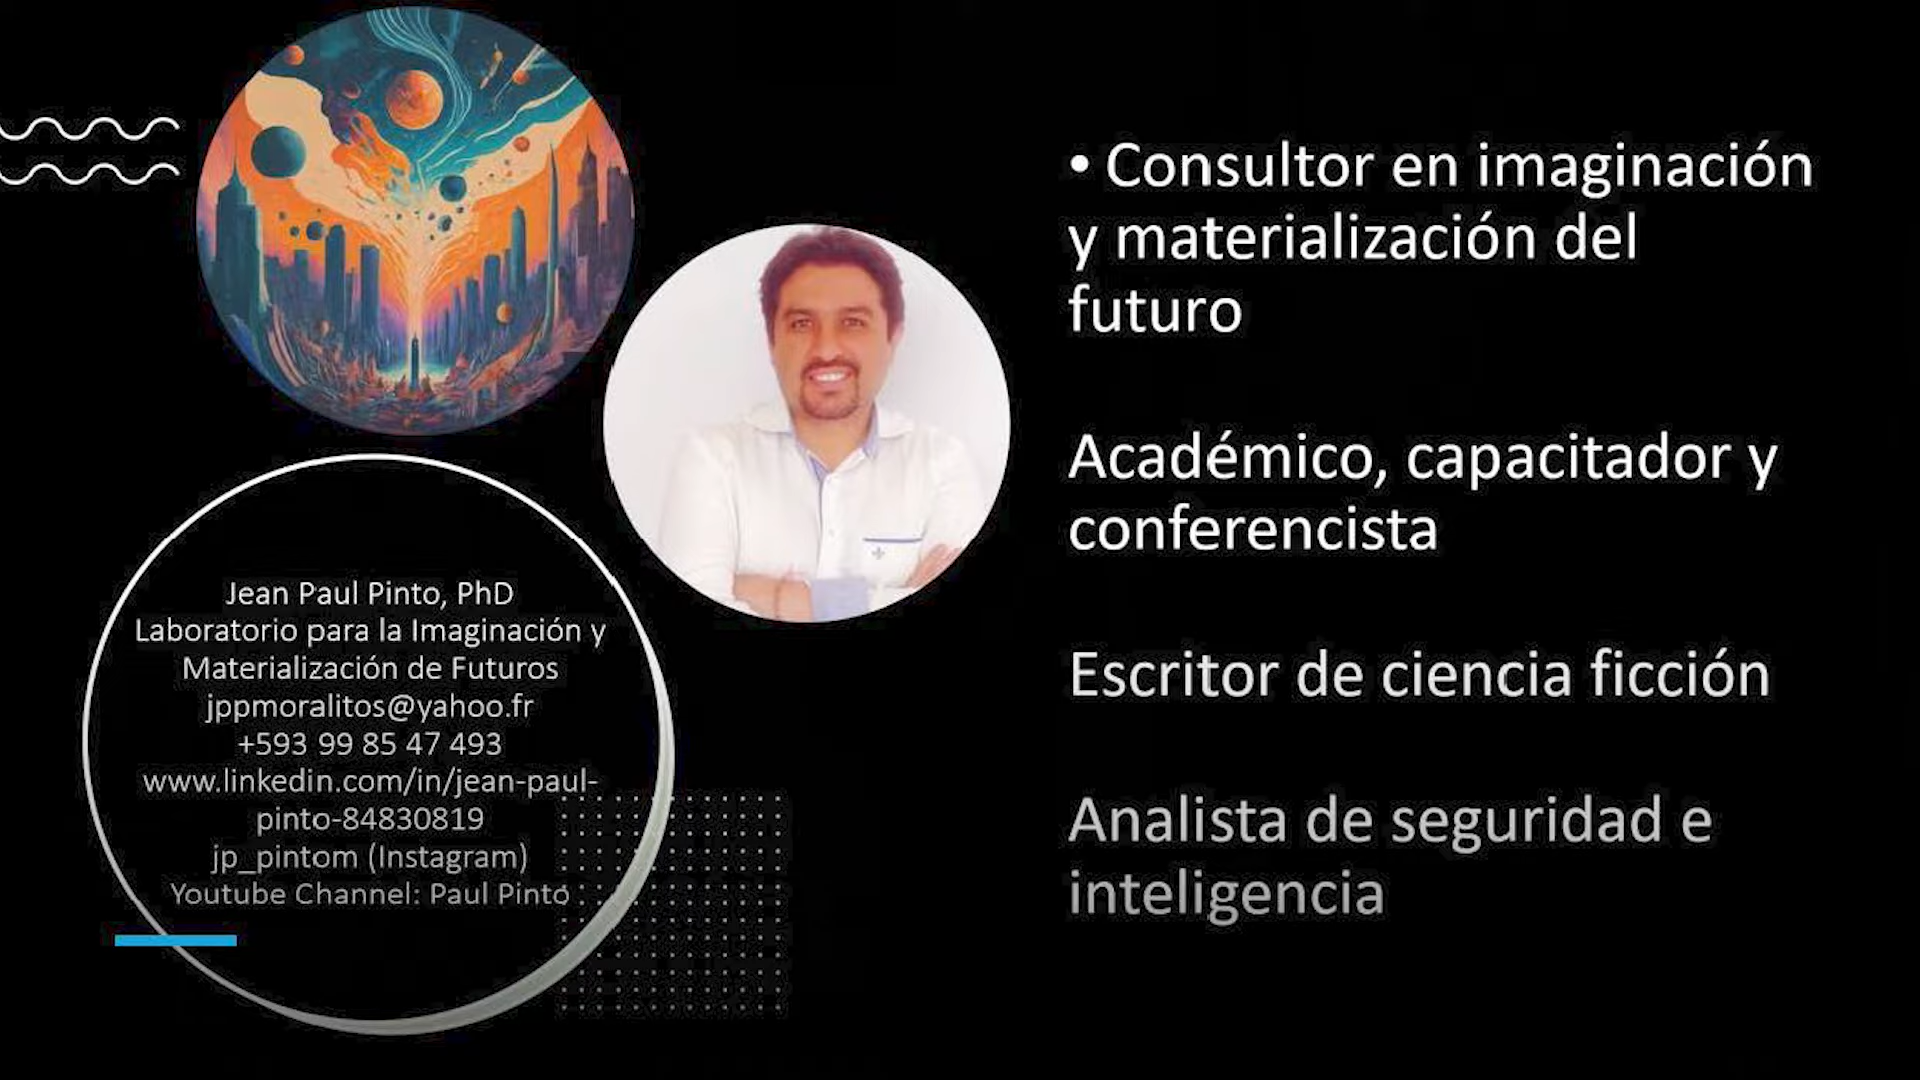 • Consultor en imaginación
y materialización del
futuro
Académico, capacitador y
conferencista
Escritor de ciencia ficción
Analista de seguridad e
inteligencia
Jean Paul Pinto, PhD
Laboratorio para la Imaginación y
Materialización de Futuros
jppmoralitos@yahoo.fr
+593 99 85 47 493
www.linkedin.com/in/jean-paul-
pinto-84830819
jp_pintom (Instagram)
Youtube Channel: Paul Pinto